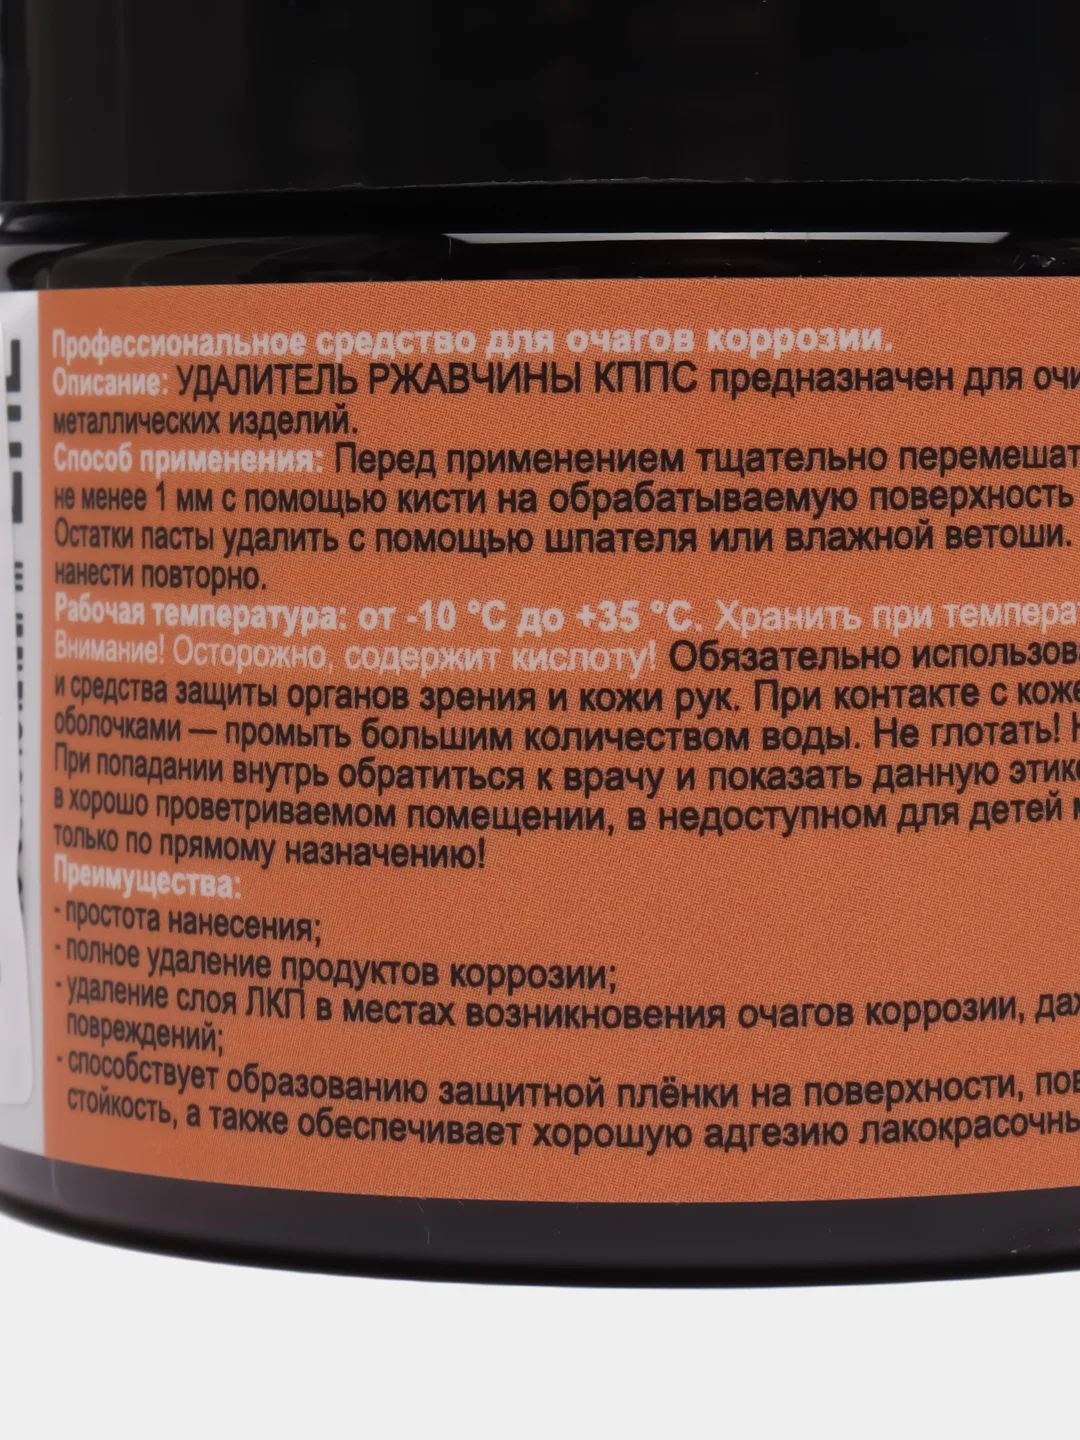 Профессиональное средство для очагов коррозии.
Описание: УДАЛИТЕЛЬ РЖАВЧИНЫ КППС предназначен для очи
металлических изделий.
Способ применения: Перед применением тщательно перемешат
не менее 1 мм с помощью кисти на обрабатываемую поверхность
Остатки пасты удалить с помощью шпателя или влажной ветоши.
нанести повторно.
Рабочая температура: от -10 °C до +35 °C. Хранить при темпера
Внимание! Осторожно, содержит кислоту! Обязательно использов
и средства защиты органов зрения и кожи рук. При контакте с коже
оболочками — промыть большим количеством воды. Не глотать!
При попадании внутрь обратиться к врачу и показать данную этик
в хорошо проветриваемом помещении, в недоступном для детей
только по прямому назначению!
Преимущества:
- простота нанесения;
- полное удаление продуктов коррозии;
- удаление слоя ЛКП в местах возникновения очагов коррозии, да
повреждений;
- способствует образованию защитной плёнки на поверхности, пов
стойкость, а также обеспечивает хорошую адгезию лакокрасочны